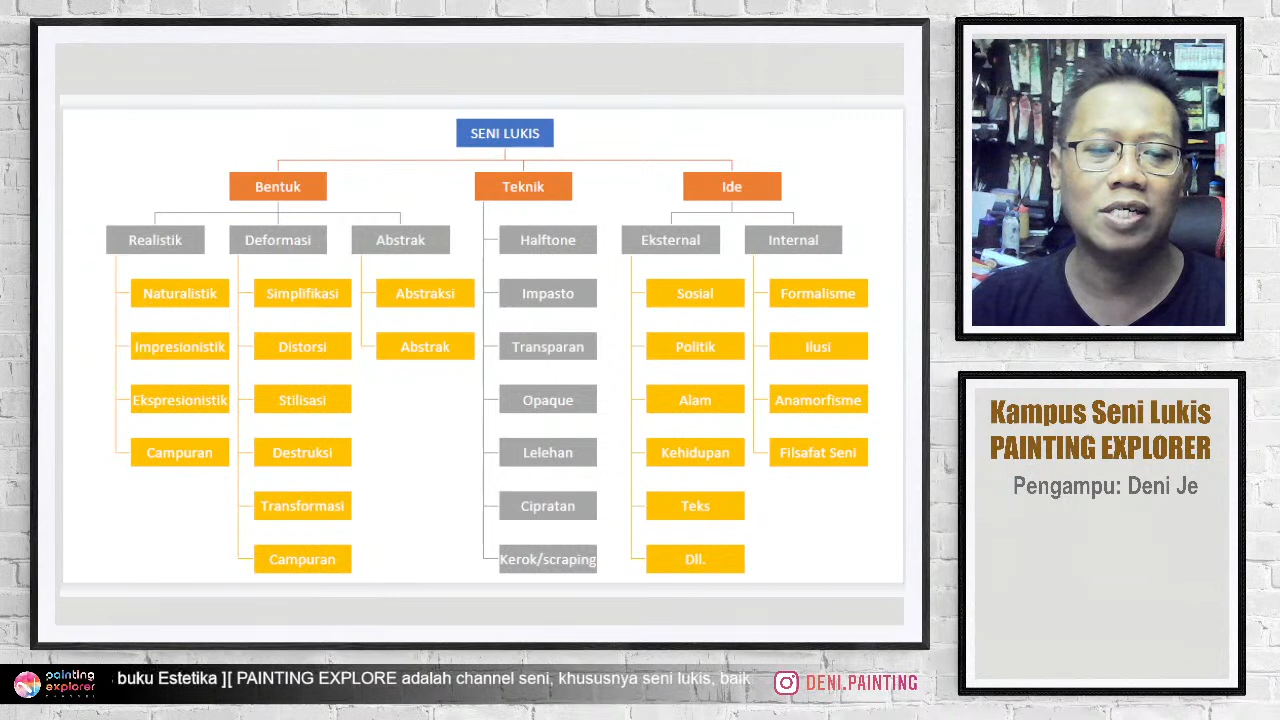 SENI LUKIS
Bentuk
Teknik
Ide
Realistik
Deformasi
Abstrak
Halftone
Eksternal
Internal
Naturalistik
Simplifikasi
Abstraksi
Impasto
Sosial
Formalisme
Impresionistik
Distorsi
Abstrak
Transparan
Politik
Ilusi
Ekspresionistik
Stilisasi
Opaque
Alam
Anamorfisme
Campuran
Destruksi
Lelehan
Kehidupan
Filsafat Seni
Transformasi
Cipratan
Teks
Campuran
Kerok/scraping
Dll.
Kampus Seni Lukis
PAINTING EXPLORER
Pengampu: Deni Je
painting
explorer
CHANNEL
buku Estetika ][ PAINTING EXPLORE adalah channel seni, khususnya seni lukis, baik
DENI.PAINTING